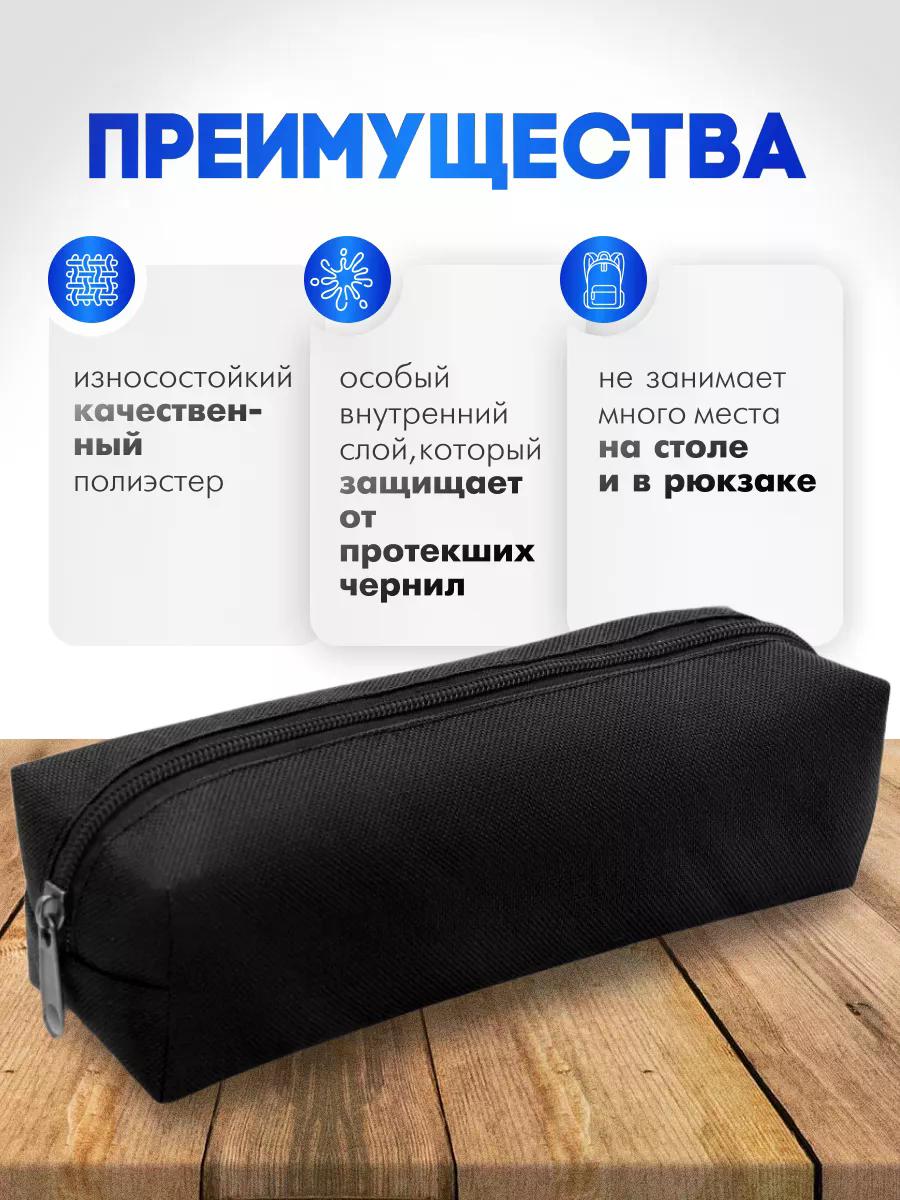 ПРЕИМУЩЕСТВА
износостойкий
качествен-
ный
полиэстер
особый
внутренний
слой,который
защищает
от
протекших
чернил
не занимает
много места
на столе
и в рюкзаке